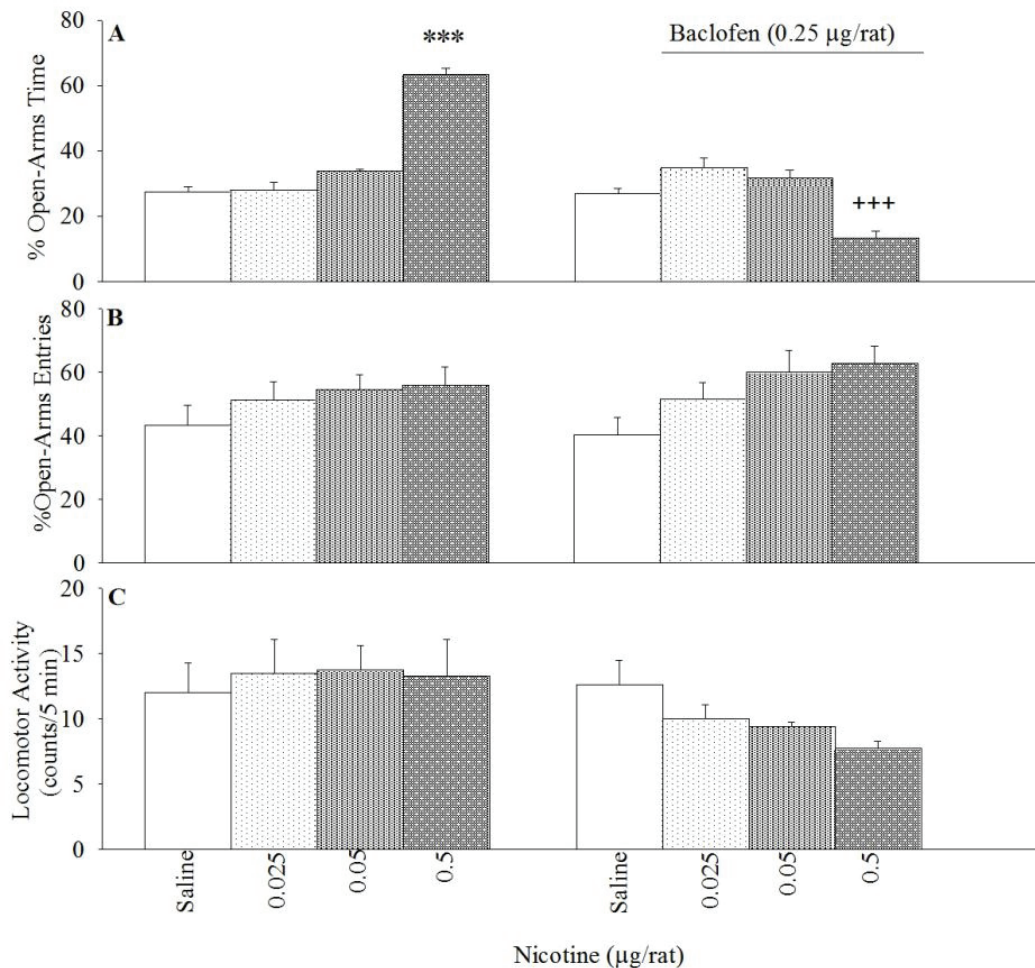 A
Baclofen (0.25 µg/rat)
***
+++
% Open-Arms Time
80
60
40
20
0
B
%Open-Arms Entries
80
60
40
20
0
C
Locomotor Activity
(counts/5 min)
20
15
10
5
0
Saline
0.025
0.05
0.5
Saline
0.025
0.05
0.5
Nicotine (µg/rat)